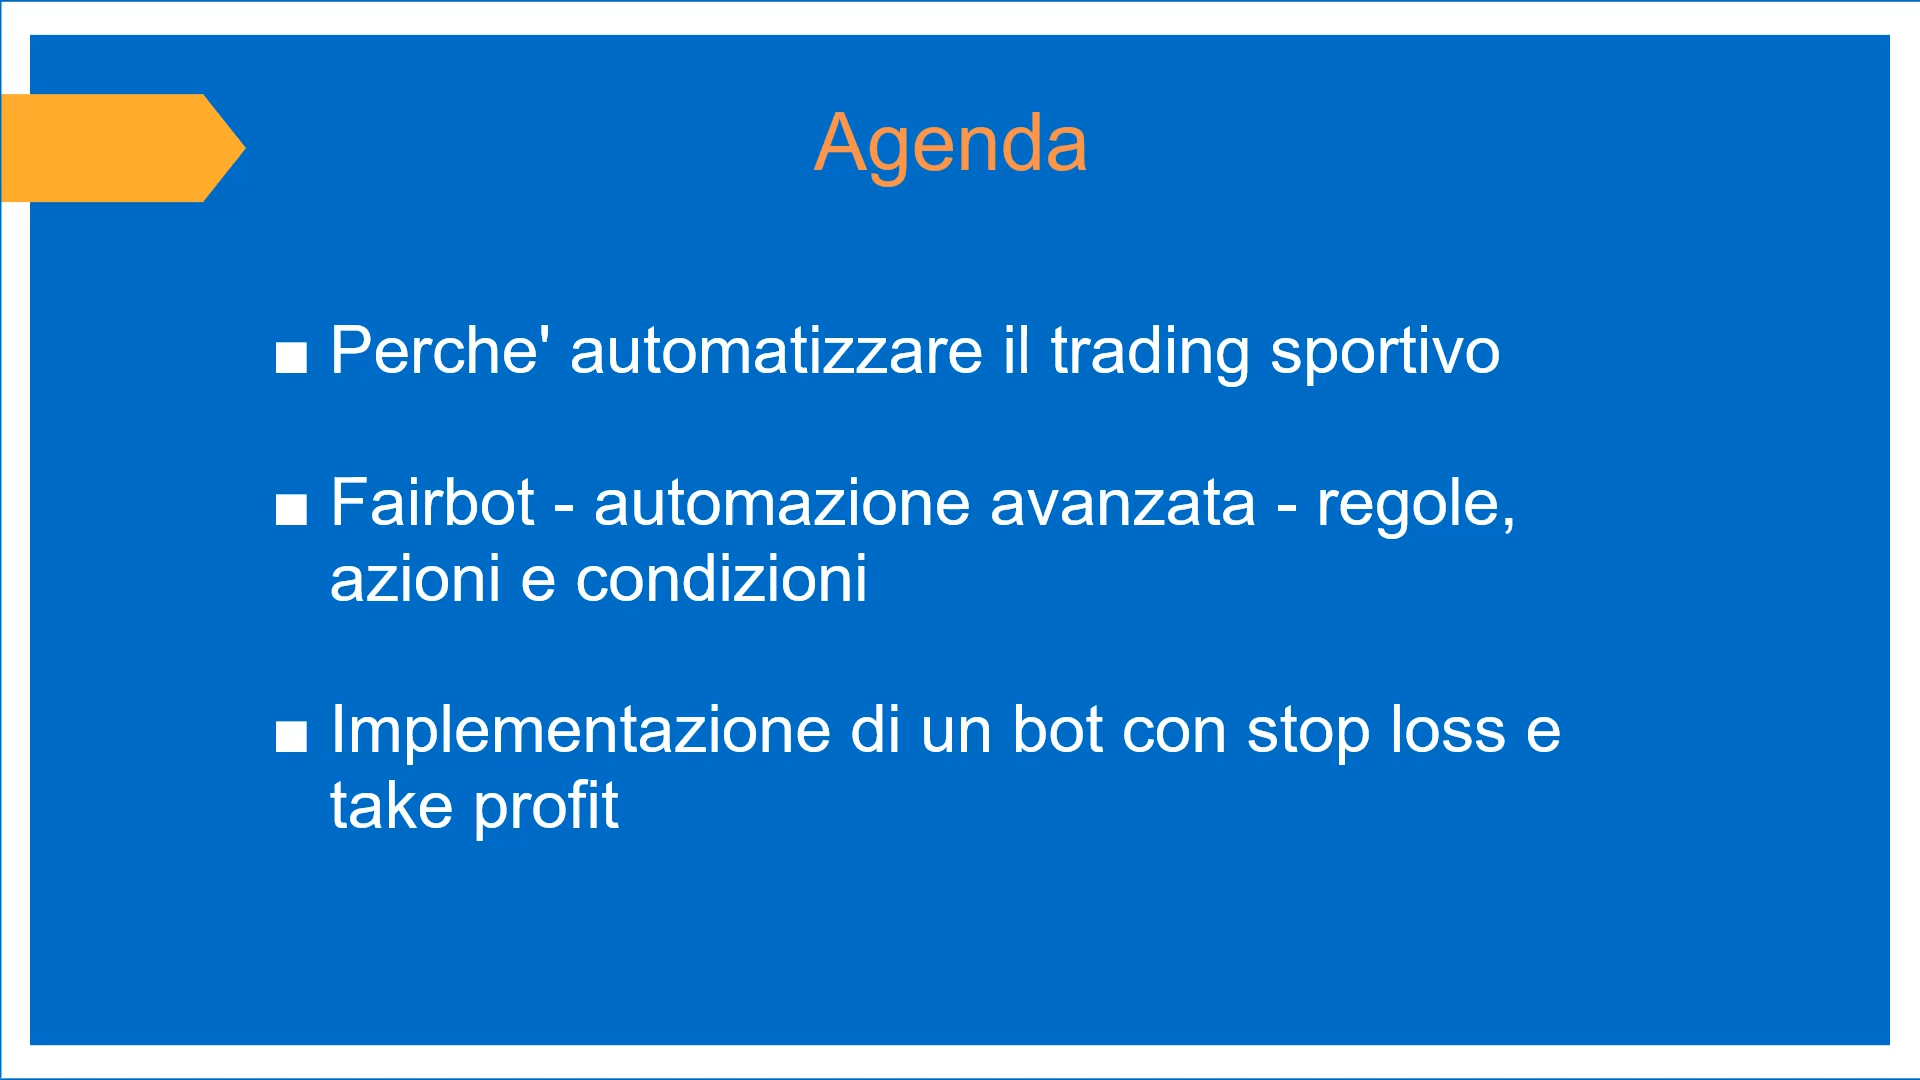 Agenda
■ Perche' automatizzare il trading sportivo
■ Fairbot - automazione avanzata - regole,
azioni e condizioni
■ Implementazione di un bot con stop loss e
take profit